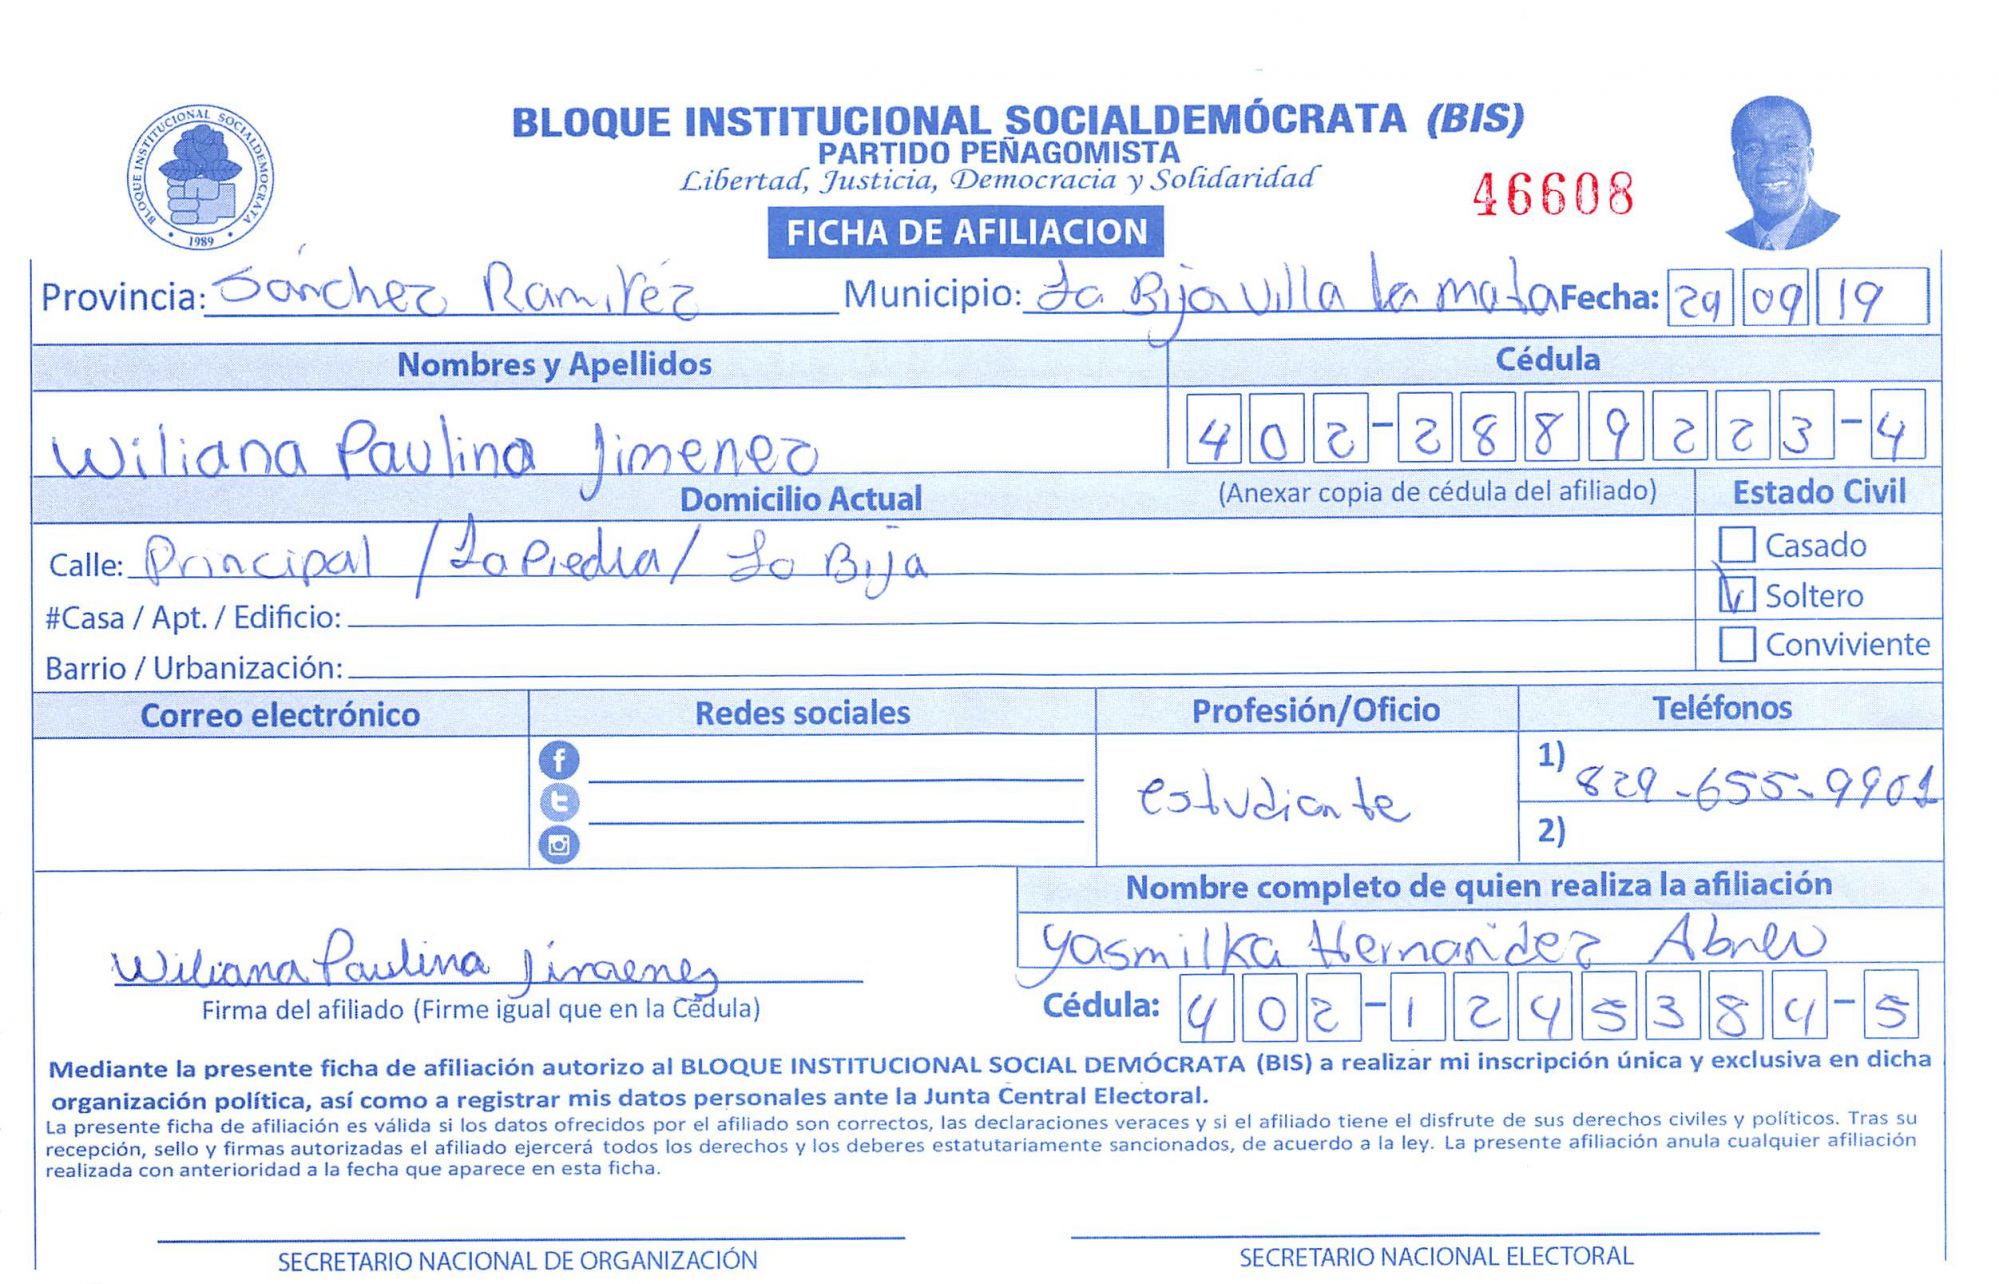 BLOQUE INSTITUCIONAL SOCIALDEMÓCRATA (BIS)
PARTIDO PEÑAGOMISTA
Libertad, Justicia, Democracia y Solidaridad
46608
BLOQUE INSTITUCIONAL SOCIALDEMOCRATA
1989
FICHA DE AFILIACION
Provincia: Sánchez Ramírez Municipio: La Bija Villa La mata Fecha: 29 09 19
Nombres y Apellidos Cédula
Wiliana Paulina Jimenez 402-2889223-4
Domicilio Actual (Anexar copia de cédula del afiliado) Estado Civil
Calle: Principal / La Piedra / La Bija Casado
#Casa / Apt. / Edificio: Soltero
Barrio / Urbanización: Conviviente
Correo electrónico Redes sociales Profesión/Oficio Teléfonos
estudiante 1) 829-655-9901
2)
Nombre completo de quien realiza la afiliación
Wiliana Paulina Jimenez Yasmilka Hernandez Abreu
Firma del afiliado (Firme igual que en la Cédula) Cédula: 402-1245384-5
Mediante la presente ficha de afiliación autorizo al BLOQUE INSTITUCIONAL SOCIAL DEMÓCRATA (BIS) a realizar mi inscripción única y exclusiva en dicha
organización política, así como a registrar mis datos personales ante la Junta Central Electoral.
La presente ficha de afiliación es válida si los datos ofrecidos por el afiliado son correctos, las declaraciones veraces y si el afiliado tiene el disfrute de sus derechos civiles y políticos. Tras su
recepción, sello y firmas autorizadas el afiliado ejercerá todos los derechos y los deberes estatutariamente sancionados, de acuerdo a la ley. La presente afiliación anula cualquier afiliación
realizada con anterioridad a la fecha que aparece en esta ficha.
SECRETARIO NACIONAL DE ORGANIZACIÓN SECRETARIO NACIONAL ELECTORAL